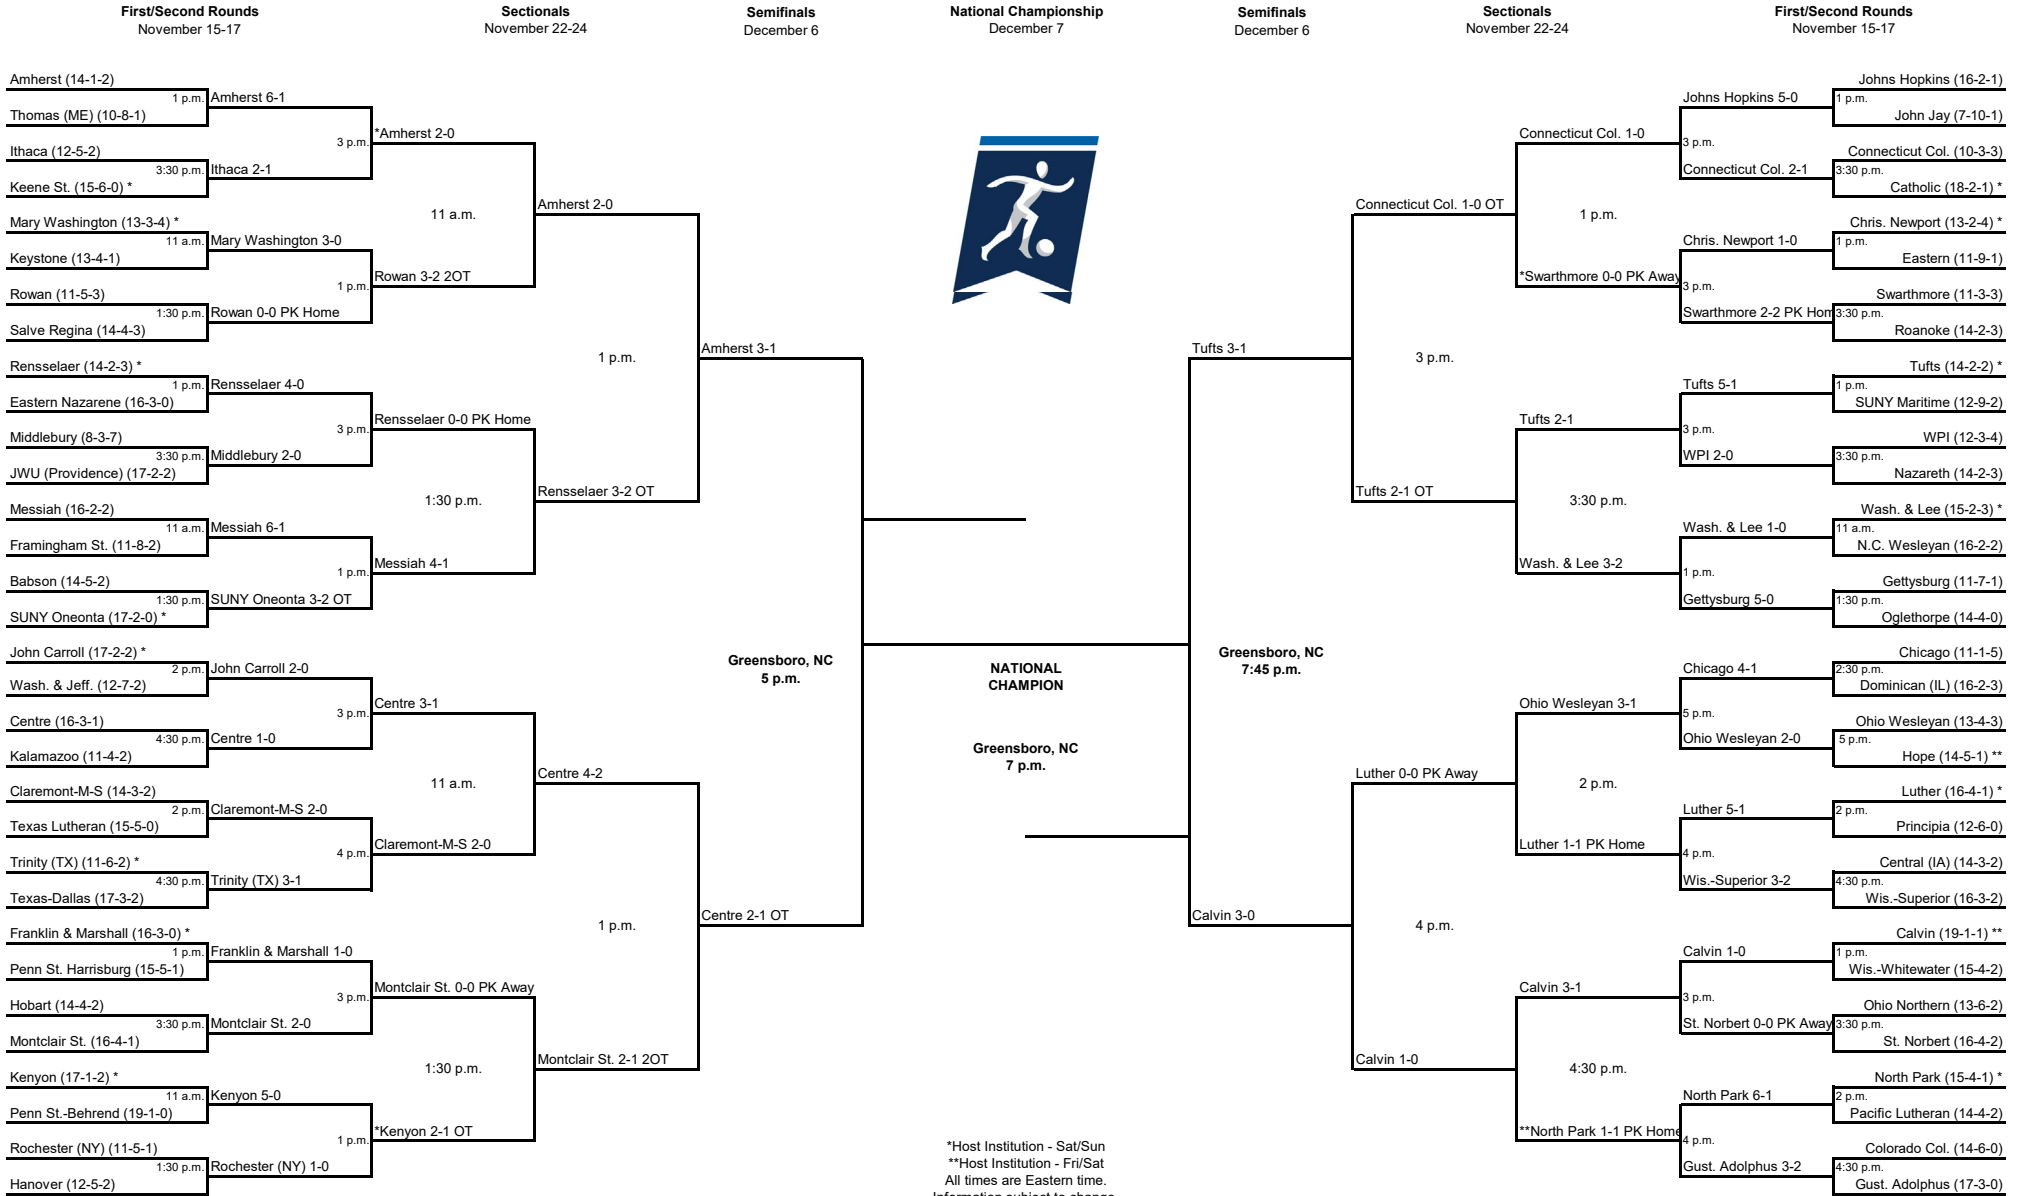 First/Second Rounds
November 15-17
Sectionals
November 22-24
Semifinals
December 6
National Championship
December 7
Semifinals
December 6
Sectionals
November 22-24
First/Second Rounds
November 15-17
Amherst (14-1-2)
1 p.m.
Thomas (ME) (10-8-1)
Ithaca (12-5-2)
3:30 p.m.
Keene St. (15-6-0) *
Mary Washington (13-3-4) *
11 a.m.
Keystone (13-4-1)
Rowan (11-5-3)
1:30 p.m.
Salve Regina (14-4-3)
Rensselaer (14-2-3) *
1 p.m.
Eastern Nazarene (16-3-0)
Middlebury (8-3-7)
3:30 p.m.
JWU (Providence) (17-2-2)
Messiah (16-2-2)
11 a.m.
Framingham St. (11-8-2)
Babson (14-5-2)
1:30 p.m.
SUNY Oneonta (17-2-0) *
John Carroll (17-2-2) *
2 p.m.
Wash. & Jeff. (12-7-2)
Centre (16-3-1)
4:30 p.m.
Kalamazoo (11-4-2)
Claremont-M-S (14-3-2)
2 p.m.
Texas Lutheran (15-5-0)
Trinity (TX) (11-6-2) *
4:30 p.m.
Texas-Dallas (17-3-2)
Franklin & Marshall (16-3-0) *
1 p.m.
Penn St. Harrisburg (15-5-1)
Hobart (14-4-2)
3:30 p.m.
Montclair St. (16-4-1)
Kenyon (17-1-2) *
11 a.m.
Penn St.-Behrend (19-1-0)
Rochester (NY) (11-5-1)
1:30 p.m.
Hanover (12-5-2)
Amherst 6-1
3 p.m.
Ithaca 2-1
Mary Washington 3-0
1 p.m.
Rowan 0-0 PK Home
Rensselaer 4-0
3 p.m.
Middlebury 2-0
Messiah 6-1
1 p.m.
SUNY Oneonta 3-2 OT
John Carroll 2-0
3 p.m.
Centre 1-0
Claremont-M-S 2-0
4 p.m.
Trinity (TX) 3-1
Franklin & Marshall 1-0
3 p.m.
Montclair St. 2-0
Kenyon 5-0
1 p.m.
Rochester (NY) 1-0
*Amherst 2-0
11 a.m.
Rowan 3-2 2OT
Rensselaer 0-0 PK Home
1:30 p.m.
Messiah 4-1
Centre 3-1
11 a.m.
Claremont-M-S 2-0
Montclair St. 0-0 PK Away
1:30 p.m.
*Kenyon 2-1 OT
Amherst 2-0
1 p.m.
Rensselaer 3-2 OT
Centre 4-2
1 p.m.
Montclair St. 2-1 2OT
Amherst 3-1
Greensboro, NC
5 p.m.
Centre 2-1 OT
NATIONAL
CHAMPION
Greensboro, NC
7 p.m.
*Host Institution - Sat/Sun
**Host Institution - Fri/Sat
All times are Eastern time.
Information subject to change
Tufts 3-1
Greensboro, NC
7:45 p.m.
Calvin 3-0
Connecticut Col. 1-0 OT
3 p.m.
Tufts 2-1 OT
Luther 0-0 PK Away
4 p.m.
Calvin 1-0
Connecticut Col. 1-0
1 p.m.
*Swarthmore 0-0 PK Away
Tufts 2-1
3:30 p.m.
Wash. & Lee 3-2
Ohio Wesleyan 3-1
2 p.m.
Luther 1-1 PK Home
Calvin 3-1
4:30 p.m.
**North Park 1-1 PK Home
Johns Hopkins 5-0
3 p.m.
Connecticut Col. 2-1
Chris. Newport 1-0
3 p.m.
Swarthmore 2-2 PK Hom
Tufts 5-1
3 p.m.
WPI 2-0
Wash. & Lee 1-0
1 p.m.
Gettysburg 5-0
Chicago 4-1
5 p.m.
Ohio Wesleyan 2-0
Luther 5-1
4 p.m.
Wis.-Superior 3-2
Calvin 1-0
3 p.m.
St. Norbert 0-0 PK Away
North Park 6-1
4 p.m.
Gust. Adolphus 3-2
Johns Hopkins (16-2-1)
1 p.m.
John Jay (7-10-1)
Connecticut Col. (10-3-3)
3:30 p.m.
Catholic (18-2-1) *
Chris. Newport (13-2-4) *
1 p.m.
Eastern (11-9-1)
Swarthmore (11-3-3)
3:30 p.m.
Roanoke (14-2-3)
Tufts (14-2-2) *
1 p.m.
SUNY Maritime (12-9-2)
WPI (12-3-4)
3:30 p.m.
Nazareth (14-2-3)
Wash. & Lee (15-2-3) *
11 a.m.
N.C. Wesleyan (16-2-2)
Gettysburg (11-7-1)
1:30 p.m.
Oglethorpe (14-4-0)
Chicago (11-1-5)
2:30 p.m.
Dominican (IL) (16-2-3)
Ohio Wesleyan (13-4-3)
5 p.m.
Hope (14-5-1) **
Luther (16-4-1) *
2 p.m.
Principia (12-6-0)
Central (IA) (14-3-2)
4:30 p.m.
Wis.-Superior (16-3-2)
Calvin (19-1-1) **
1 p.m.
Wis.-Whitewater (15-4-2)
Ohio Northern (13-6-2)
3:30 p.m.
St. Norbert (16-4-2)
North Park (15-4-1) *
2 p.m.
Pacific Lutheran (14-4-2)
Colorado Col. (14-6-0)
4:30 p.m.
Gust. Adolphus (17-3-0)